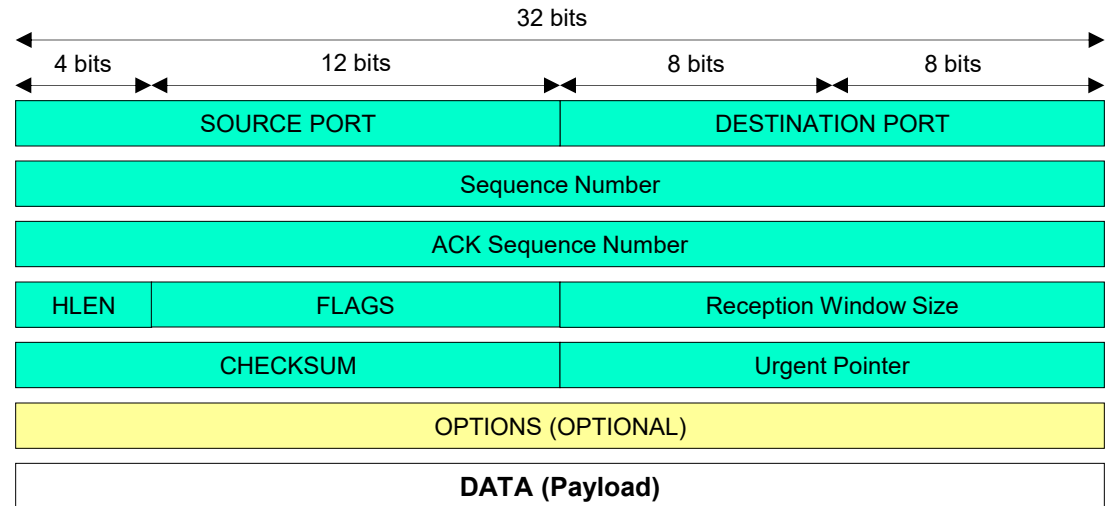 32 bits
4 bits 12 bits 8 bits 8 bits
SOURCE PORT DESTINATION PORT
Sequence Number
ACK Sequence Number
HLEN FLAGS Reception Window Size
CHECKSUM Urgent Pointer
OPTIONS (OPTIONAL)
DATA (Payload)